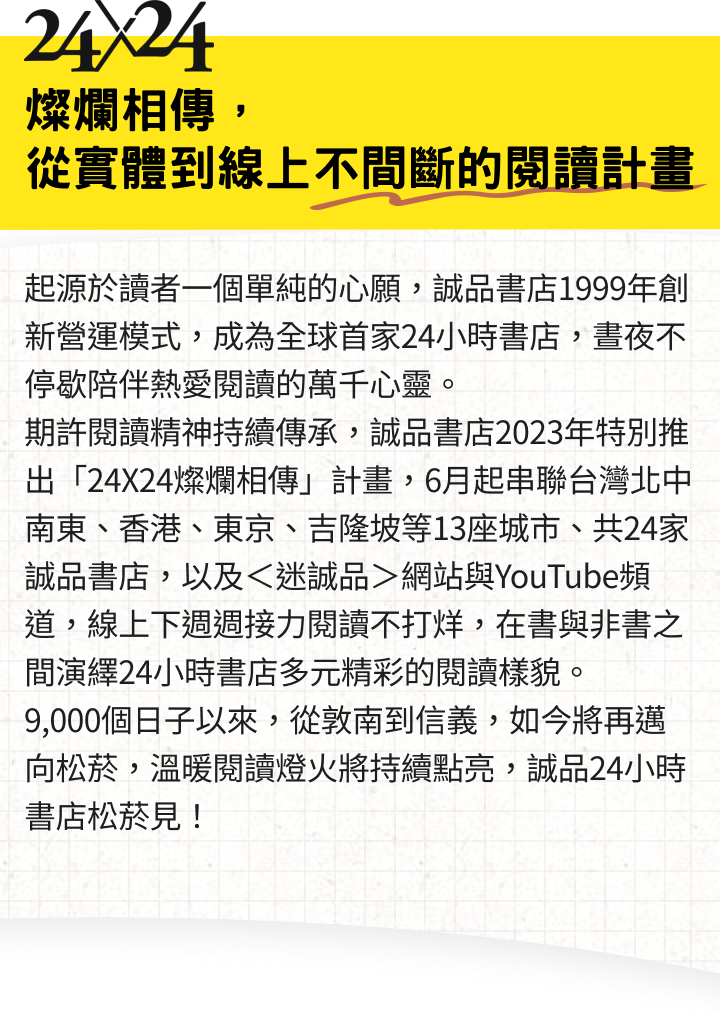 24X24
燦爛相傳，
從實體到線上不間斷的閱讀計畫
起源於讀者一個單純的心願，誠品書店1999年創
新營運模式，成為全球首家24小時書店，晝夜不
停歇陪伴熱愛閱讀的萬千心靈。
期許閱讀精神持續傳承，誠品書店2023年特別推
出「24X24燦爛相傳」計畫，6月起串聯台灣北中
南東、香港、東京、吉隆坡等13座城市、共24家
誠品書店，以及＜迷誠品＞網站與YouTube頻
道，線上下週週接力閱讀不打烊，在書與非書之
間演繹24小時書店多元精彩的閱讀樣貌。
9,000個日子以來，從敦南到信義，如今將再邁
向松菸，溫暖閱讀燈火將持續點亮，誠品24小時
書店松菸見！